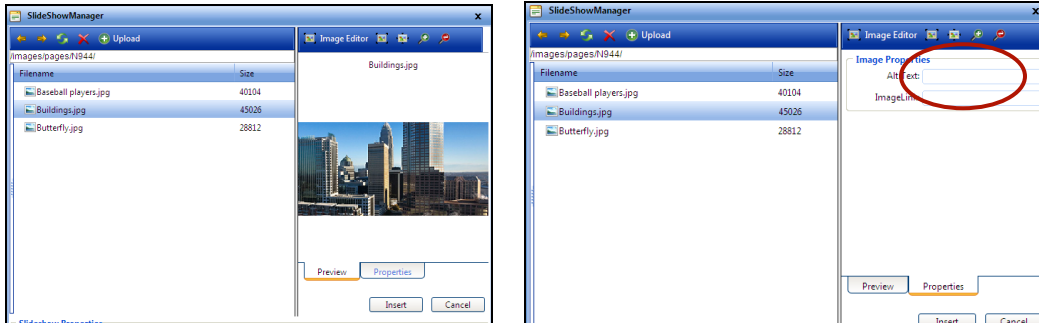 SlideShowManager x
Upload
Image Editor
/images/pages/N944/
Filename Size
Baseball players.jpg 40104
Buildings.jpg 45026
Butterfly.jpg 28812
Buildings.jpg
Preview Properties
Insert Cancel
Slideshow Properties
SlideShowManager x
Upload
Image Editor
/images/pages/N944/
Filename Size
Baseball players.jpg 40104
Buildings.jpg 45026
Butterfly.jpg 28812
Image Properties
Alt Text:
ImageLink:
Preview Properties
Insert Cancel